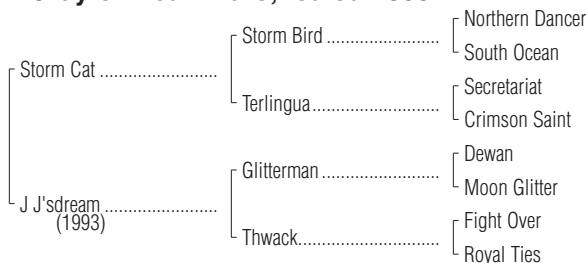 Northern Dancer
Storm Bird ..........................
South Ocean
Storm Cat ..........................
Secretariat
Terlingua............................
Crimson Saint
Dewan
Glitterman ..........................
Moon Glitter
J J'sdream .........................
(1993)
Fight Over
Thwack...............................
Royal Ties